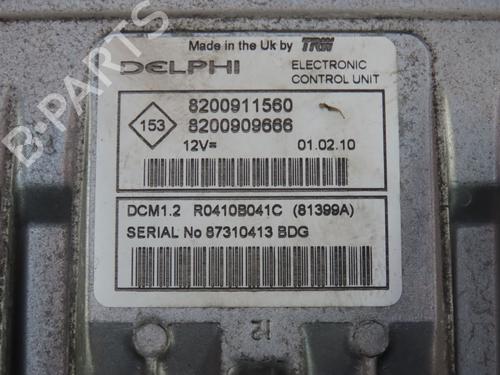 Made in the Uk by TRW
DELPHI
ELECTRONIC
CONTROL UNIT
153
8200911560
8200909666
12V=
01.02.10
DCM1.2 R0410B041C (81399A)
SERIAL No 87310413 BDG
12
B-PARTS